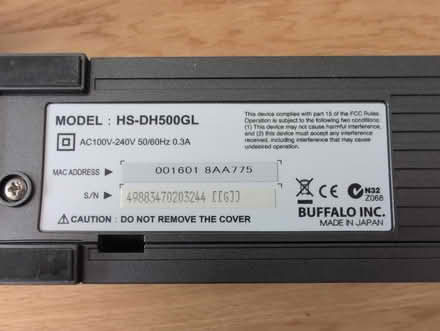 MODEL : HS-DH500GL
AC100V-240V 50/60Hz 0.3A
MAC ADDRESS ▶ 001601 8AA775
S/N ▶ 49883470203244 [[G]]
⚠CAUTION : DO NOT REMOVE THE COVER
This device complies with part 15 of the FCC Rules.
Operation is subject to the following two conditions:
(1) This device may not cause harmful interference,
and (2) this device must accept any interference
received, including interference that may cause
undesired operation.
CE N32
Z068
BUFFALO INC.
MADE IN JAPAN